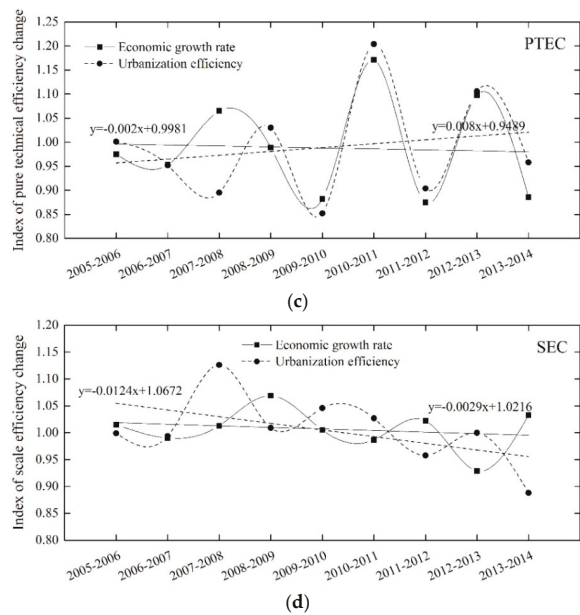 1.25
PTEC
Economic growth rate
Urbanization efficiency
1.20
1.15
1.10
1.05
1.00
0.95
0.90
0.85
0.80
Index of pure technical efficiency change
y=-0.002x+0.9981
y=0.008x+0.9489
2005-2006
2006-2007
2007-2008
2008-2009
2009-2010
2010-2011
2011-2012
2012-2013
2013-2014
(c)
1.20
SEC
Economic growth rate
Urbanization efficiency
1.15
1.10
1.05
1.00
0.95
0.90
0.85
0.80
Index of scale efficiency change
y=-0.0124x+1.0672
y=-0.0029x+1.0216
2005-2006
2006-2007
2007-2008
2008-2009
2009-2010
2010-2011
2011-2012
2012-2013
2013-2014
(d)